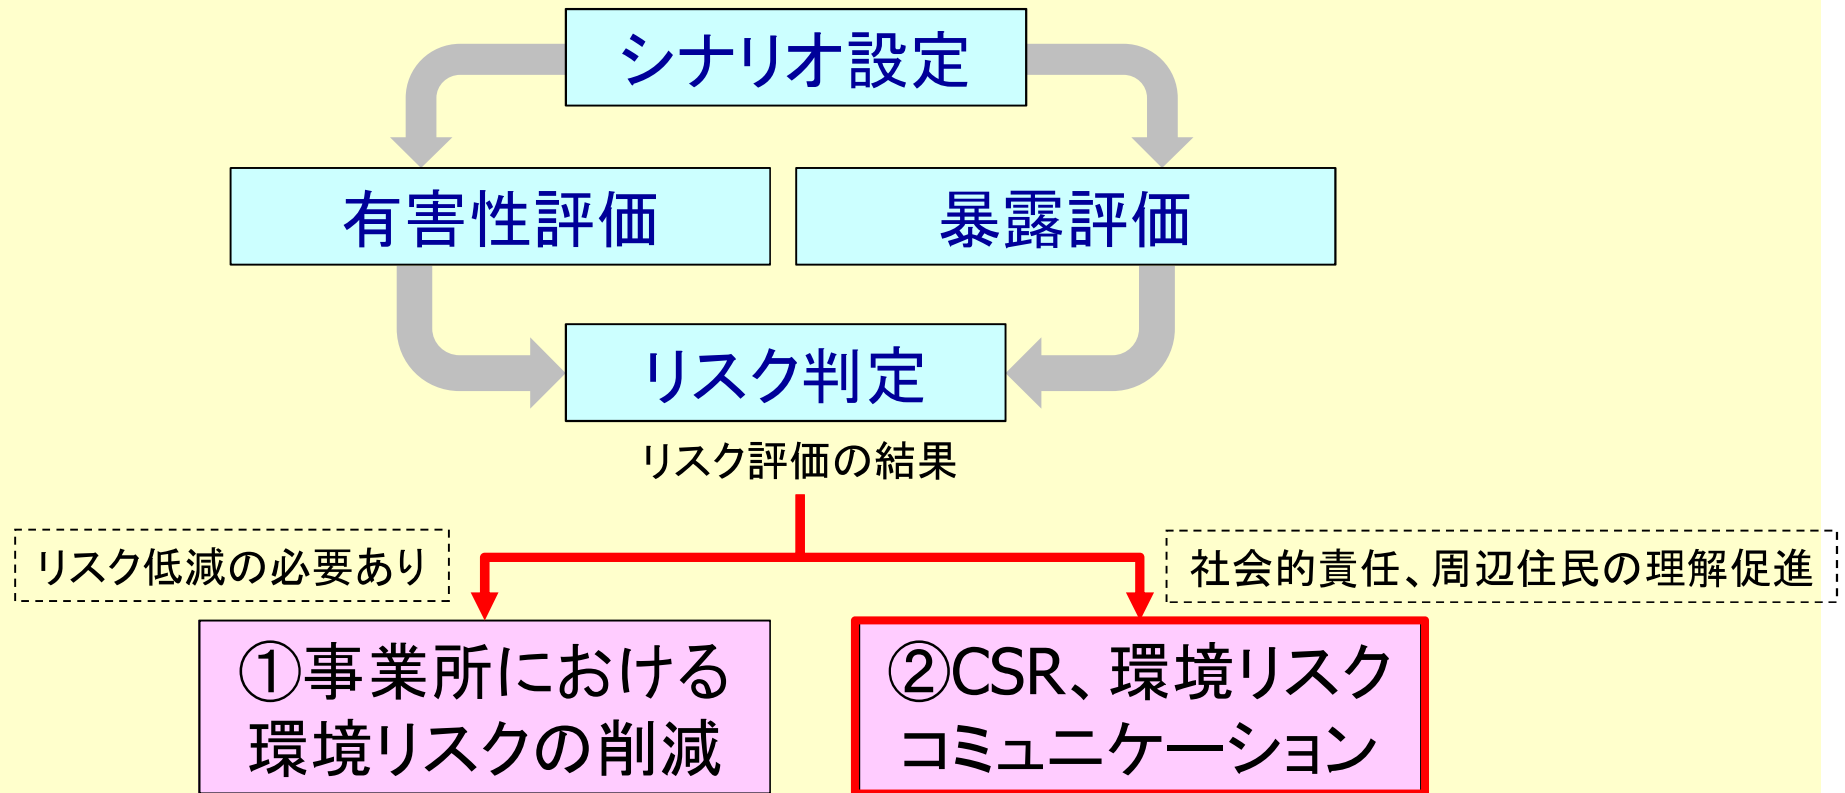 シナリオ設定
有害性評価
暴露評価
リスク判定
リスク評価の結果
リスク低減の必要あり
社会的責任、周辺住民の理解促進
①事業所における
環境リスクの削減
②CSR、環境リスク
コミュニケーション